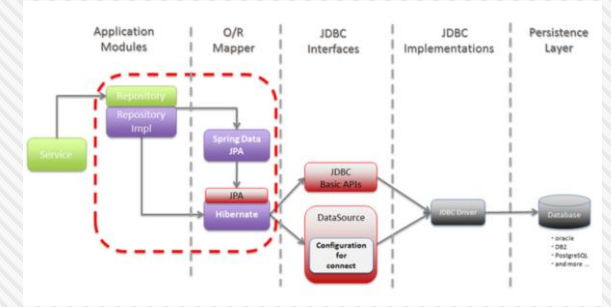 Application
Modules
O/R
Mapper
JDBC
Interfaces
JDBC
Implementations
Persistence
Layer
Service
Repository
Repository
Impl
Spring Data
JPA
JPA
Hibernate
JDBC
Basic APIs
DataSource
Configuration
for
connect
JDBC Driver
Database
• oracle
• DB2
• PostgreSQL
• and more ...